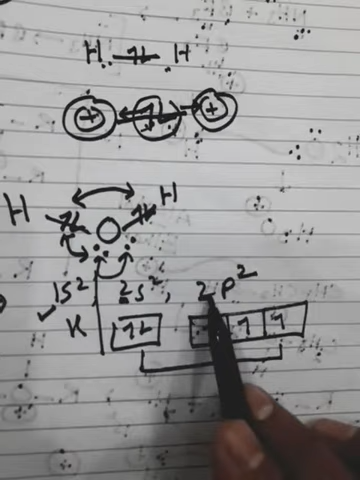 H ⥮ H
+ ⥮ +
H ⥮ O ⥮ H
1s² | 2s², 2p²
✓ K | ↿⇂ ↿ ↿